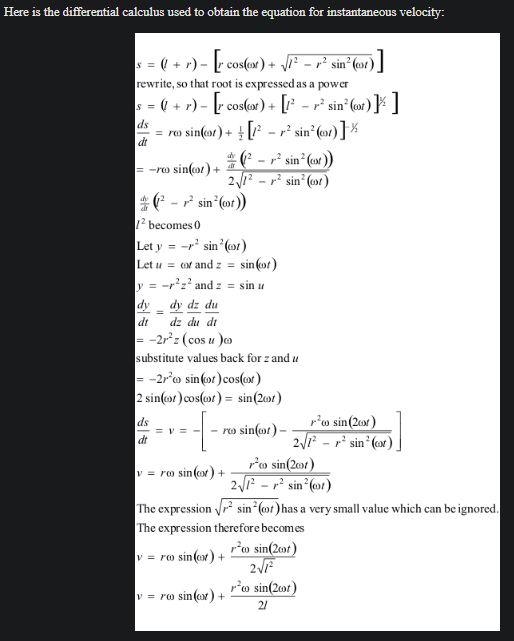 Here is the differential calculus used to obtain the equation for instantaneous velocity:
s = (l + r) − [r cos(ωt) + √(l² − r² sin²(ωt))]
rewrite, so that root is expressed as a power
s = (l + r) − [r cos(ωt) + [l² − r² sin²(ωt)]^½]
ds/dt = rω sin(ωt) + ½ [l² − r² sin²(ωt)]^-½
= −rω sin(ωt) + (dy/dt (l² − r² sin²(ωt))) / (2√(l² − r² sin²(ωt)))
dy/dt (l² − r² sin²(ωt))
l² becomes 0
Let y = −r² sin²(ωt)
Let u = ωt and z = sin(ωt)
y = −r²z² and z = sin u
dy/dt = dy/dz dz/du du/dt
= −2r²z (cos u)ω
substitute values back for z and u
= −2r²ω sin(ωt)cos(ωt)
2 sin(ωt)cos(ωt) = sin(2ωt)
ds/dt = v = −[− rω sin(ωt) − (r²ω sin(2ωt)) / (2√(l² − r² sin²(ωt)))]
v = rω sin(ωt) + (r²ω sin(2ωt)) / (2√(l² − r² sin²(ωt)))
The expression √(r² sin²(ωt)) has a very small value which can be ignored.
The expression therefore becomes
v = rω sin(ωt) + (r²ω sin(2ωt)) / (2√l²)
v = rω sin(ωt) + (r²ω sin(2ωt)) / 2l